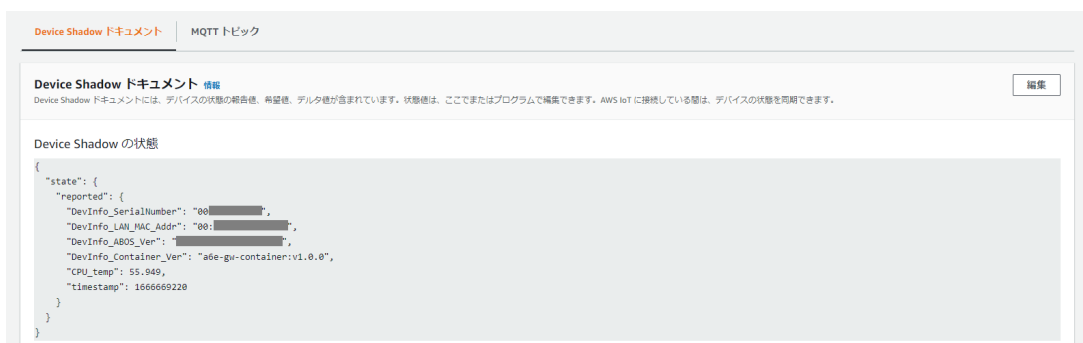 Device Shadow ドキュメント
MQTT トピック
Device Shadow ドキュメント 情報
編集
Device Shadow ドキュメントには、デバイスの状態の報告値、希望値、デルタ値が含まれています。状態値は、ここでまたはプログラムで編集できます。AWS IoT に接続している間は、デバイスの状態を同期できます。
Device Shadow の状態
{
"state": {
"reported": {
"DevInfo_SerialNumber": "00 ",
"DevInfo_LAN_MAC_Addr": "00: ",
"DevInfo_ABOS_Ver": " ",
"DevInfo_Container_Ver": "a6e-gw-container:v1.0.0",
"CPU_temp": 55.949,
"timestamp": 1666669220
}
}
}